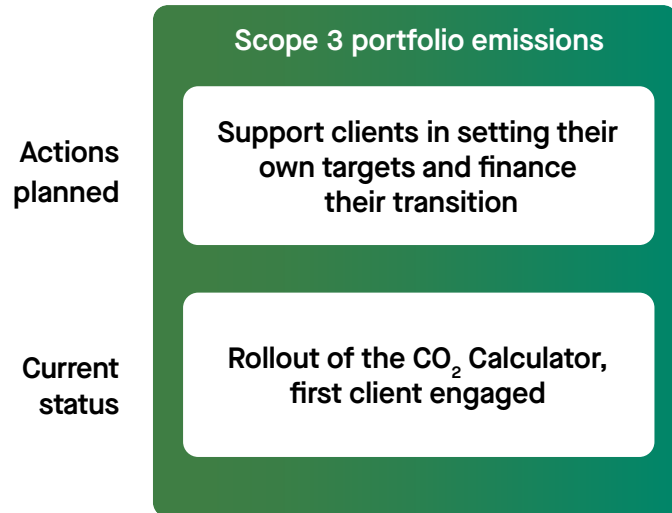 Scope 3 portfolio emissions
Actions
planned
Support clients in setting their
own targets and finance
their transition
Current
status
Rollout of the CO₂ Calculator,
first client engaged